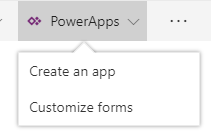 PowerApps ...
Create an app
Customize forms